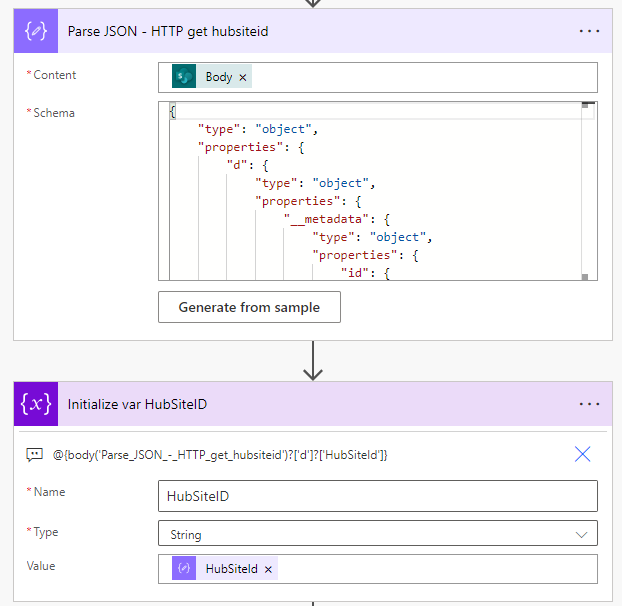 Parse JSON - HTTP get hubsiteid
...
*Content
Body ×
*Schema
{
"type": "object",
"properties": {
"d": {
"type": "object",
"properties": {
"__metadata": {
"type": "object",
"properties": {
"id": {
Generate from sample
{x} Initialize var HubSiteID
...
@{body('Parse_JSON_-_HTTP_get_hubsiteid')?['d']?['HubSiteId']}
*Name
HubSiteID
*Type
String
Value
HubSiteId ×